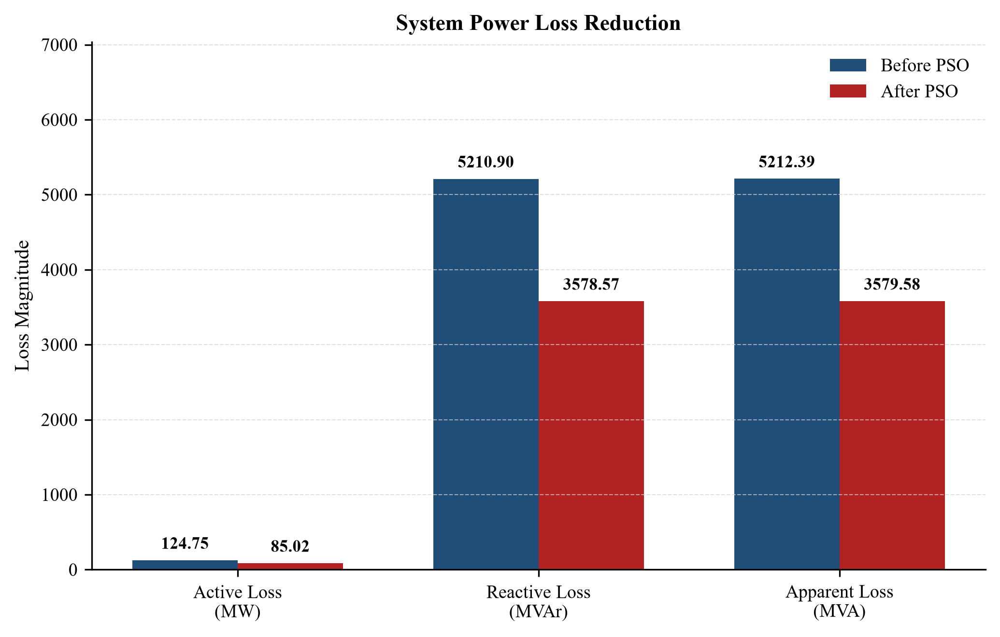 System Power Loss Reduction
7000
6000
5000
4000
3000
2000
1000
0
Loss Magnitude
Before PSO
After PSO
124.75
85.02
5210.90
3578.57
5212.39
3579.58
Active Loss
(MW)
Reactive Loss
(MVAr)
Apparent Loss
(MVA)